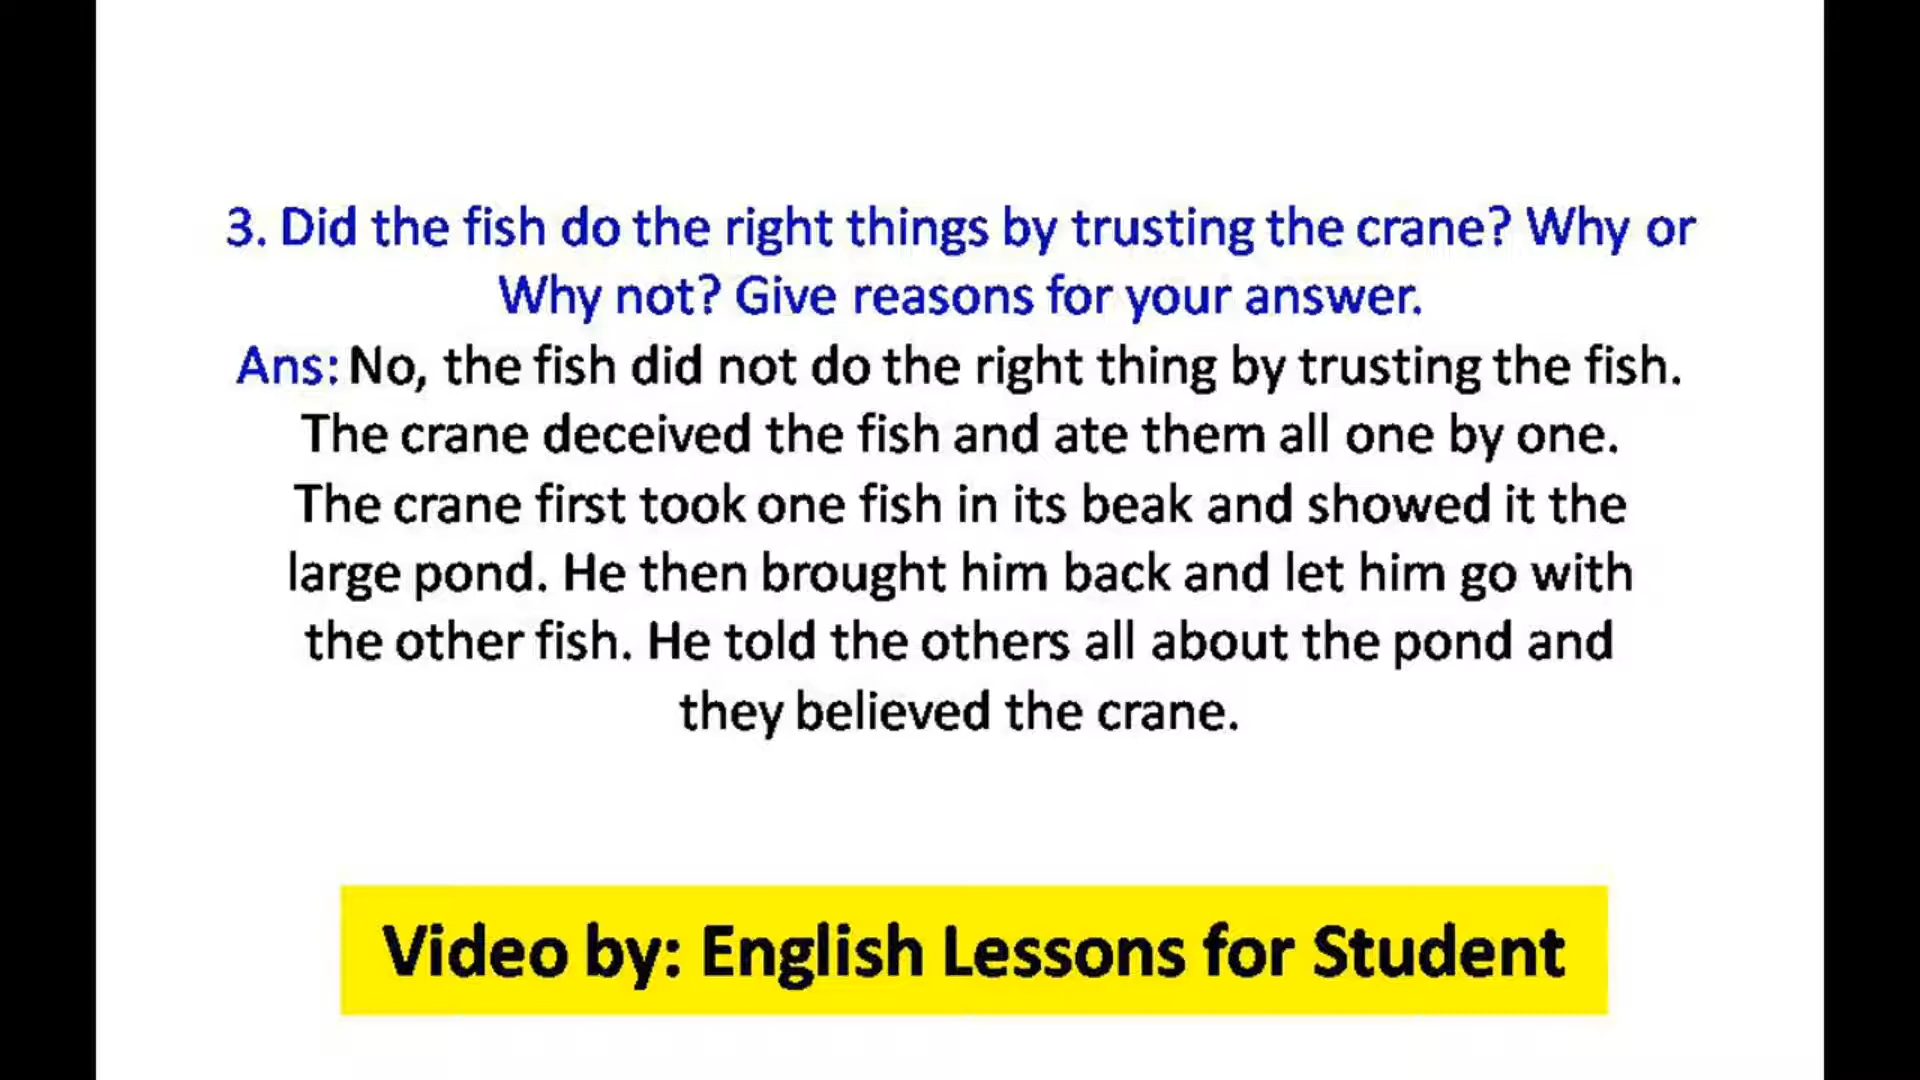 3. Did the fish do the right things by trusting the crane? Why or
Why not? Give reasons for your answer.
Ans: No, the fish did not do the right thing by trusting the fish.
The crane deceived the fish and ate them all one by one.
The crane first took one fish in its beak and showed it the
large pond. He then brought him back and let him go with
the other fish. He told the others all about the pond and
they believed the crane.
Video by: English Lessons for Student